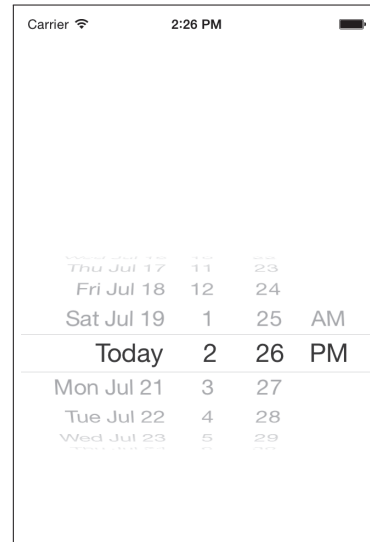 Carrier 2:26 PM
Thu Jul 17 11 23
Fri Jul 18 12 24
Sat Jul 19 1 25 AM
Today 2 26 PM
Mon Jul 21 3 27
Tue Jul 22 4 28
Wed Jul 23 5 29